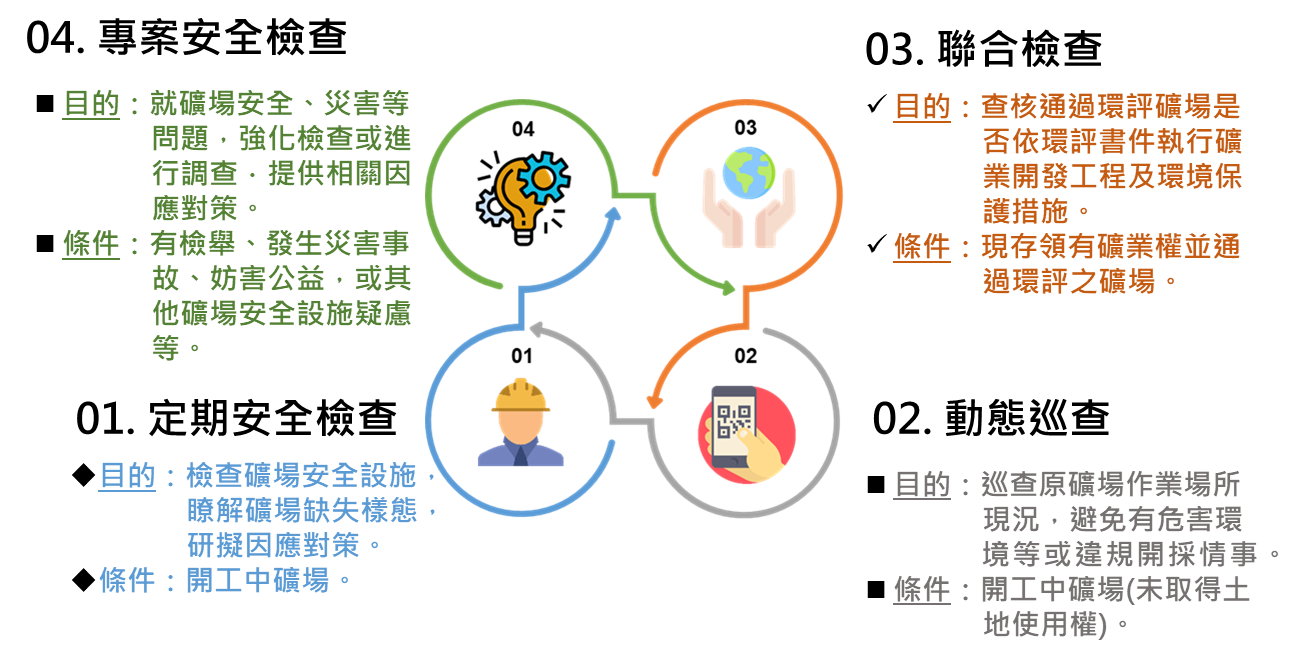 04. 專案安全檢查
■ 目的：就礦場安全、災害等
問題，強化檢查或進
行調查，提供相關因
應對策。
■ 條件：有檢舉、發生災害事
故、妨害公益，或其
他礦場安全設施疑慮
等。
04
03
03. 聯合檢查
✓ 目的：查核通過環評礦場是
否依環評書件執行礦
業開發工程及環境保
護措施。
✓ 條件：現存領有礦業權並通
過環評之礦場。
01. 定期安全檢查
◆目的：檢查礦場安全設施，
瞭解礦場缺失樣態，
研擬因應對策。
◆條件：開工中礦場。
01
02
02. 動態巡查
■ 目的：巡查原礦場作業場所
現況，避免有危害環
境等或違規開採情事。
■ 條件：開工中礦場(未取得土
地使用權)。